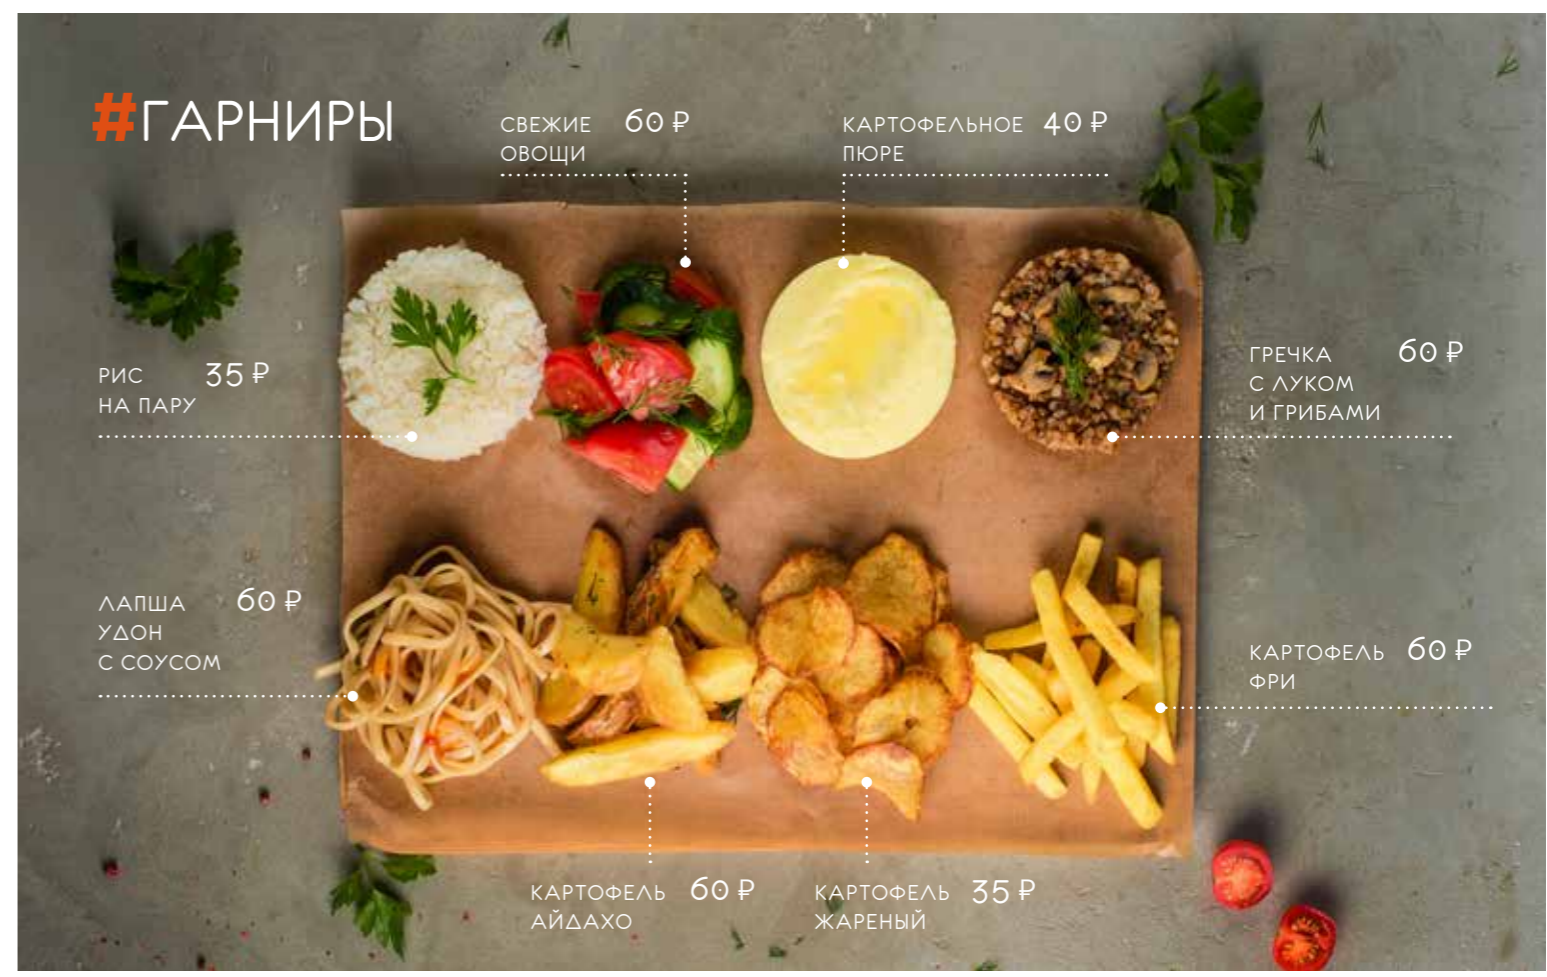 #ГАРНИРЫ
СВЕЖИЕ 60 ₽
ОВОЩИ
КАРТОФЕЛЬНОЕ 40 ₽
ПЮРЕ
РИС 35 ₽
НА ПАРУ
ГРЕЧКА 60 ₽
С ЛУКОМ
И ГРИБАМИ
ЛАПША 60 ₽
УДОН
С СОУСОМ
КАРТОФЕЛЬ 60 ₽
ФРИ
КАРТОФЕЛЬ 60 ₽
АЙДАХО
КАРТОФЕЛЬ 35 ₽
ЖАРЕНЫЙ